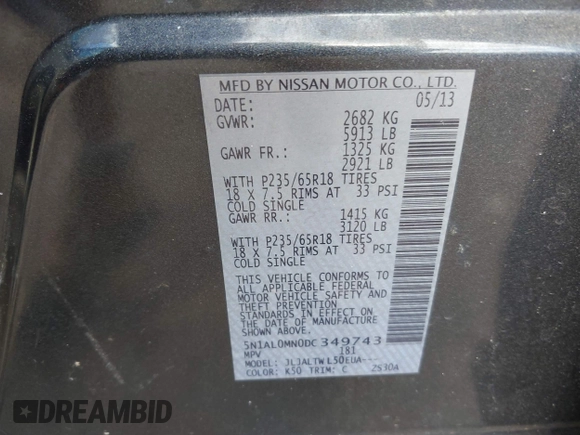 MFD BY NISSAN MOTOR CO., LTD.
DATE: 05/13
GVWR: 2682 KG
5913 LB
GAWR FR.: 1325 KG
2921 LB
WITH P235/65R18 TIRES
18 X 7.5 RIMS AT 33 PSI
COLD SINGLE
GAWR RR.: 1415 KG
3120 LB
WITH P235/65R18 TIRES
18 X 7.5 RIMS AT 33 PSI
COLD SINGLE
THIS VEHICLE CONFORMS TO
ALL APPLICABLE FEDERAL
MOTOR VEHICLE SAFETY AND
THEFT PREVENTION
STANDARDS IN EFFECT ON
THE DATE OF MANUFACTURE
SHOWN ABOVE.
5N1AL0MN0DC349743
MPV 181
MODEL: JLJALTWL50EUA---
COLOR: K50 TRIM: C 2530A
DREAMBID